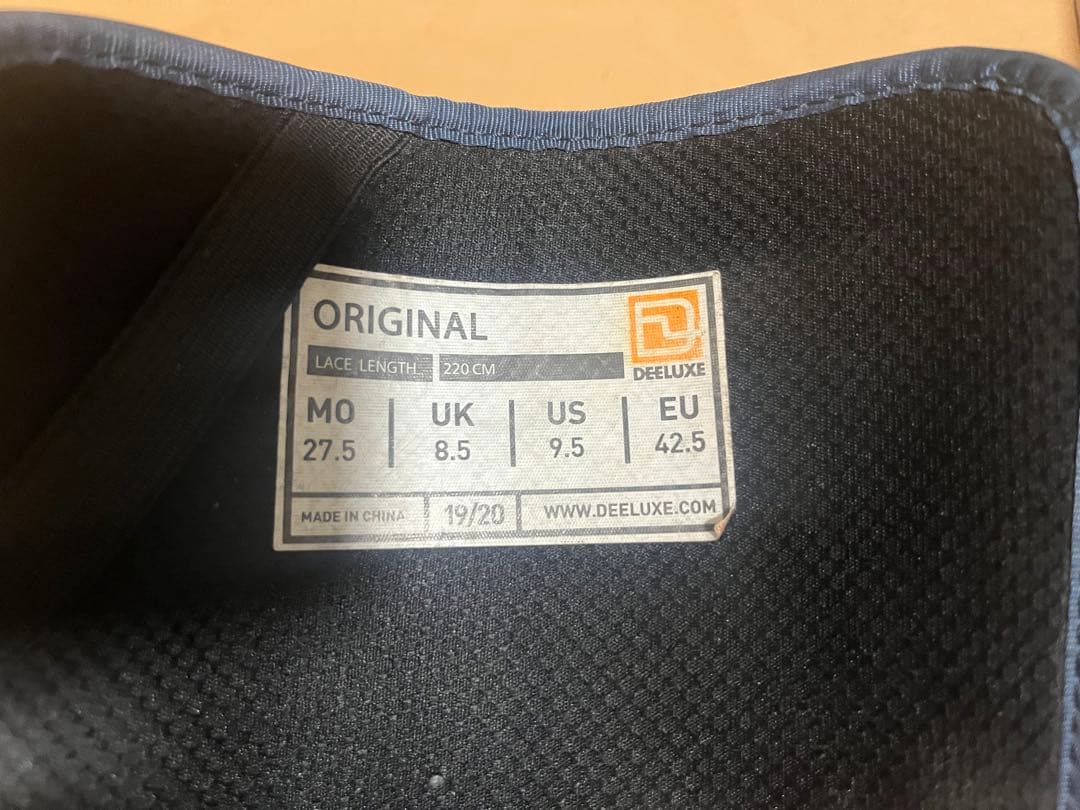 ORIGINAL
LACE LENGTH 220 CM
DEELUXE
MO UK US EU
27.5 8.5 9.5 42.5
MADE IN CHINA 19/20 WWW.DEELUXE.COM